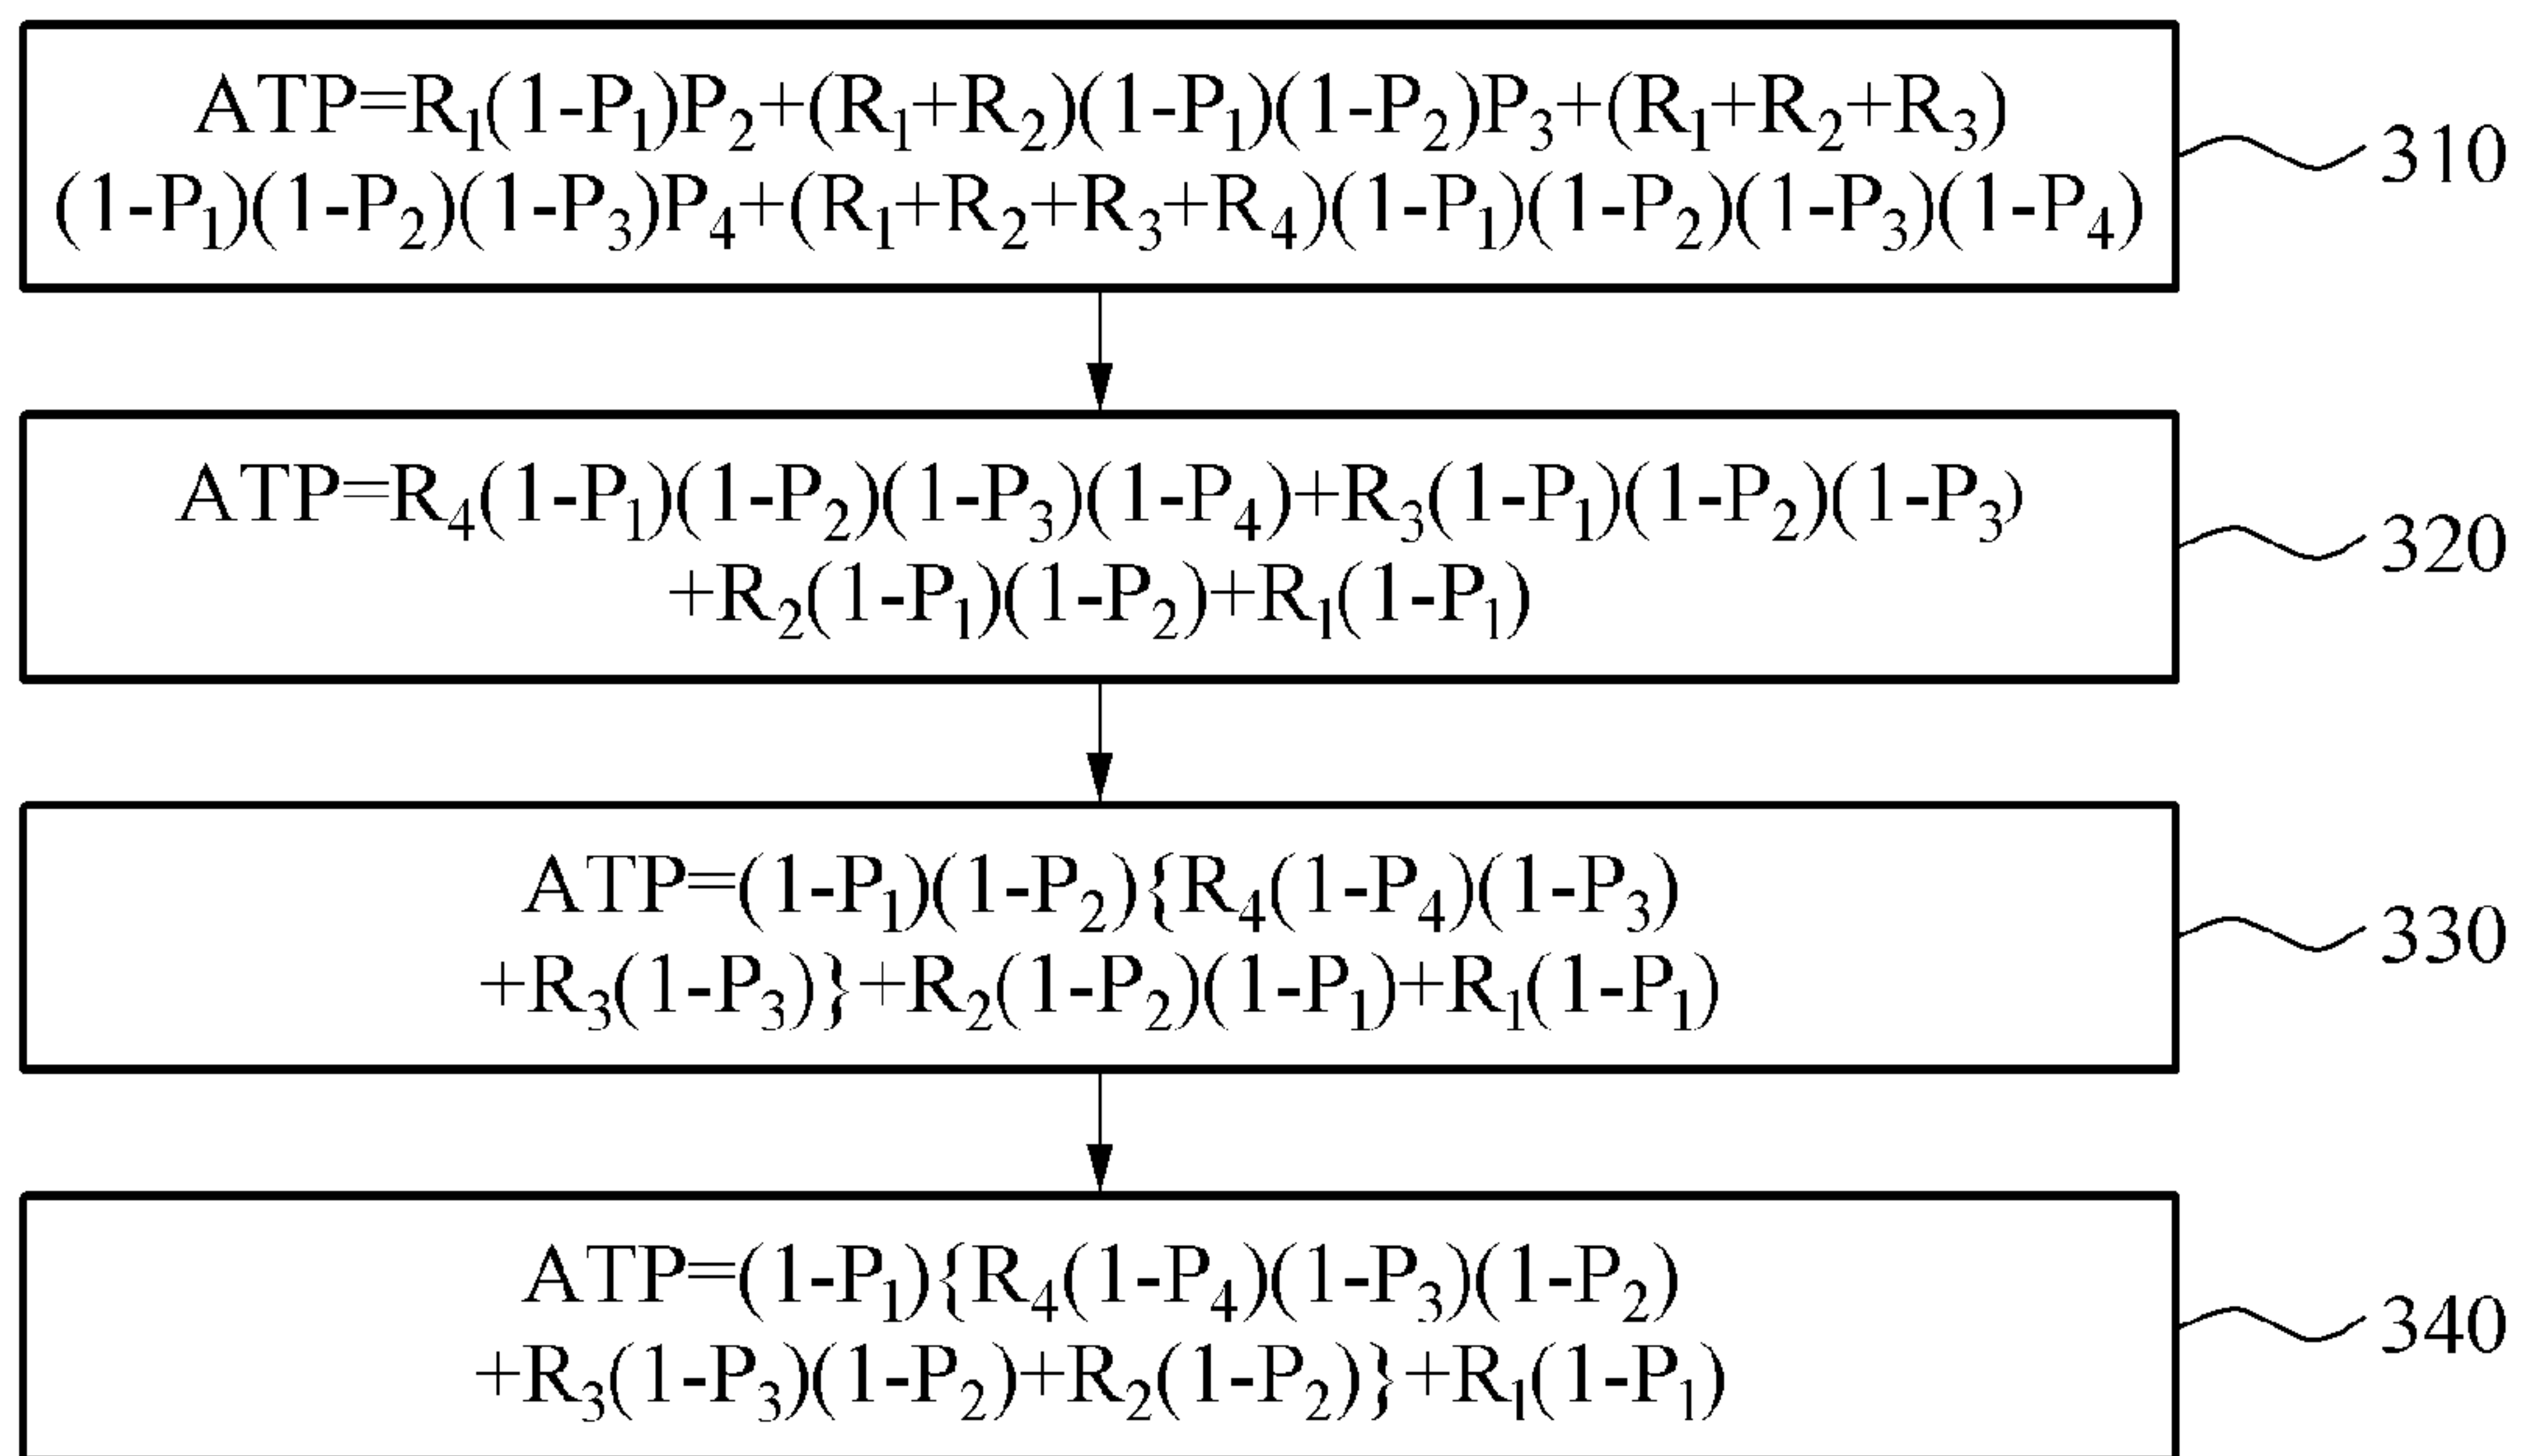 ATP=R₁(1-P₁)P₂+(R₁+R₂)(1-P₁)(1-P₂)P₃+(R₁+R₂+R₃)
(1-P₁)(1-P₂)(1-P₃)P₄+(R₁+R₂+R₃+R₄)(1-P₁)(1-P₂)(1-P₃)(1-P₄)
310
ATP=R₄(1-P₁)(1-P₂)(1-P₃)(1-P₄)+R₃(1-P₁)(1-P₂)(1-P₃)
+R₂(1-P₁)(1-P₂)+R₁(1-P₁)
320
ATP=(1-P₁)(1-P₂){R₄(1-P₄)(1-P₃)
+R₃(1-P₃)}+R₂(1-P₂)(1-P₁)+R₁(1-P₁)
330
ATP=(1-P₁){R₄(1-P₄)(1-P₃)(1-P₂)
+R₃(1-P₃)(1-P₂)+R₂(1-P₂)}+R₁(1-P₁)
340